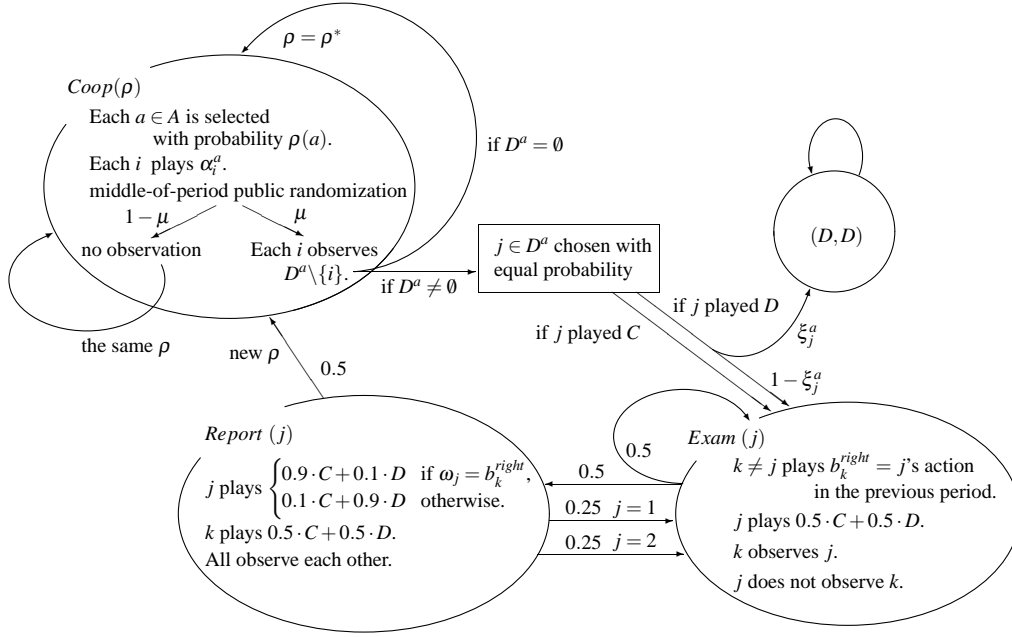 ρ = ρ*
Coop(ρ)
Each a ∈ A is selected
with probability ρ(a).
Each i plays α_i^a.
middle-of-period public randomization
1 − μ
μ
no observation
Each i observes
D^a\{i}.
if D^a = ∅
if D^a ≠ ∅
the same ρ
j ∈ D^a chosen with
equal probability
(D, D)
if j played D
if j played C
ξ_j^a
1 − ξ_j^a
new ρ
0.5
Report (j)
j plays { 0.9 · C + 0.1 · D if ω_j = b_k^{right},
0.1 · C + 0.9 · D otherwise.
k plays 0.5 · C + 0.5 · D.
All observe each other.
0.5
0.5
0.25 j = 1
0.25 j = 2
Exam (j)
k ≠ j plays b_k^{right} = j's action
in the previous period.
j plays 0.5 · C + 0.5 · D.
k observes j.
j does not observe k.